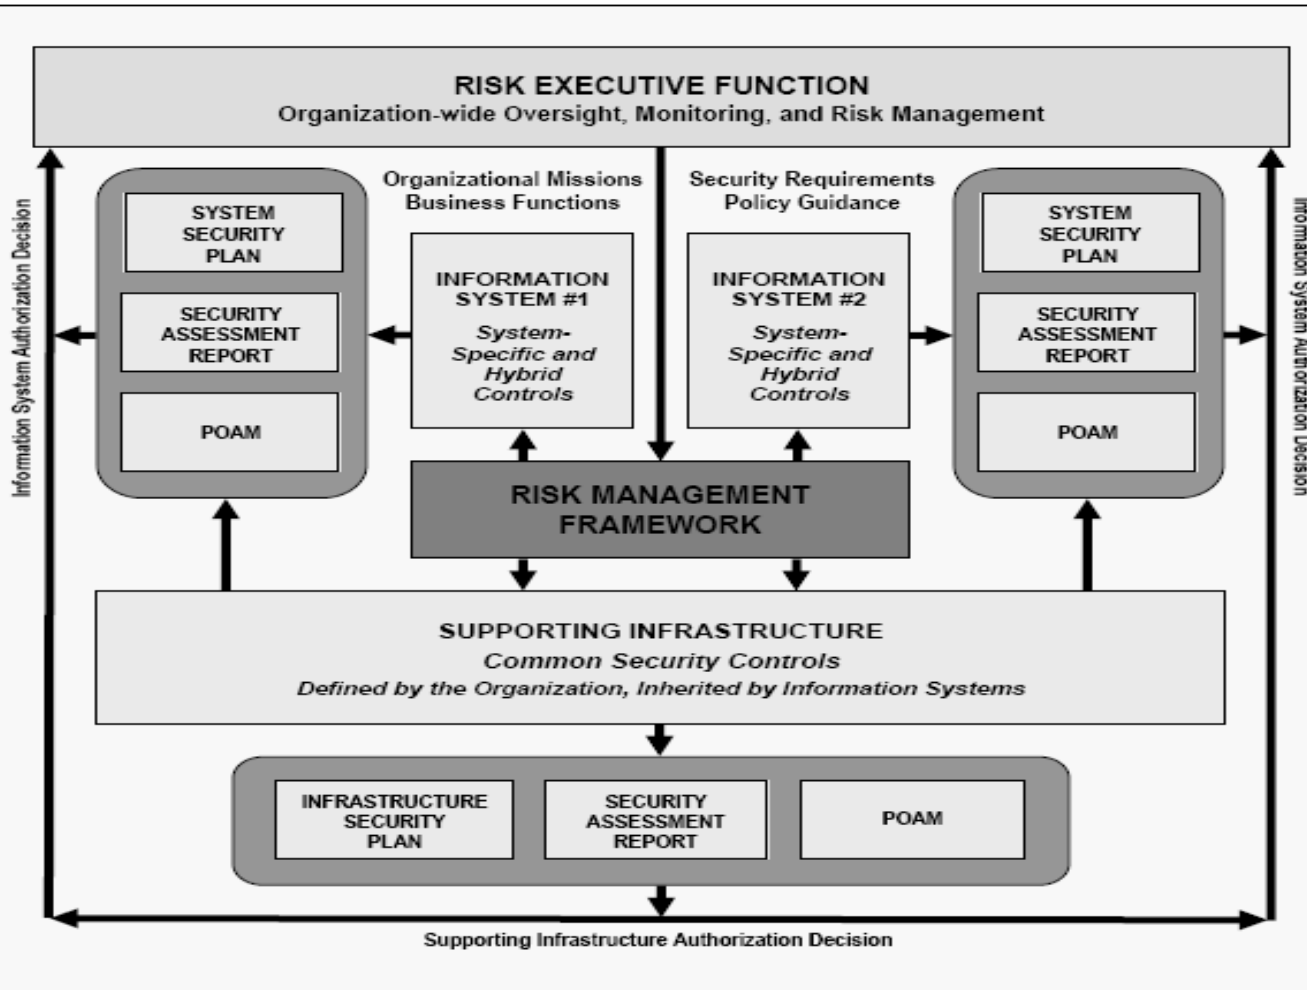 RISK EXECUTIVE FUNCTION
Organization-wide Oversight, Monitoring, and Risk Management
Information System Authorization Decision
SYSTEM
SECURITY
PLAN
SECURITY
ASSESSMENT
REPORT
POAM
Organizational Missions
Business Functions
INFORMATION
SYSTEM #1
System-
Specific and
Hybrid
Controls
Security Requirements
Policy Guidance
INFORMATION
SYSTEM #2
System-
Specific and
Hybrid
Controls
SYSTEM
SECURITY
PLAN
SECURITY
ASSESSMENT
REPORT
POAM
Information System Authorization Decision
RISK MANAGEMENT
FRAMEWORK
SUPPORTING INFRASTRUCTURE
Common Security Controls
Defined by the Organization, Inherited by Information Systems
INFRASTRUCTURE
SECURITY
PLAN
SECURITY
ASSESSMENT
REPORT
POAM
Supporting Infrastructure Authorization Decision